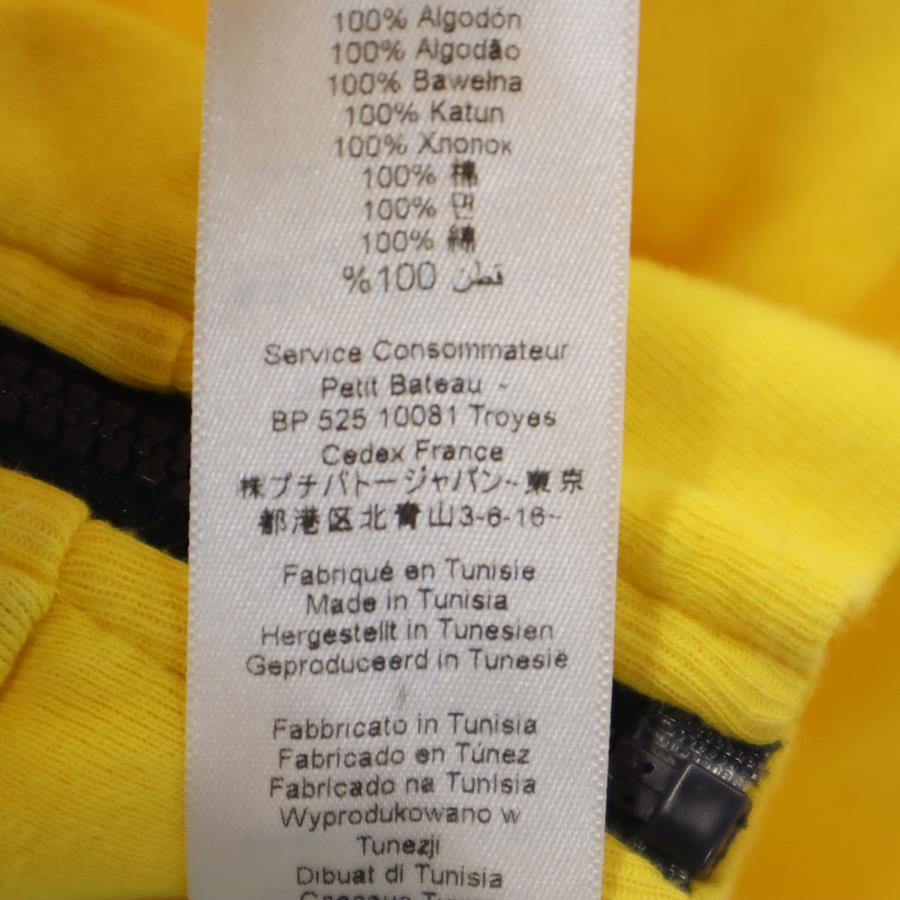 100% Algodón
100% Algodão
100% Bawełna
100% Katun
100% Хлопок
100% 棉
100% 면
100% 綿
%100 قطن
Service Consommateur
Petit Bateau -
BP 525 10081 Troyes
Cedex France
㈱プチバトージャパン~東京
都港区北青山3-6-16~
Fabriqué en Tunisie
Made in Tunisia
Hergestellt in Tunesien
Geproduceerd in Tunesië
Fabbricato in Tunisia
Fabricado en Túnez
Fabricado na Tunísia
Wyprodukowano w
Tunezji
Dibuat di Tunisia